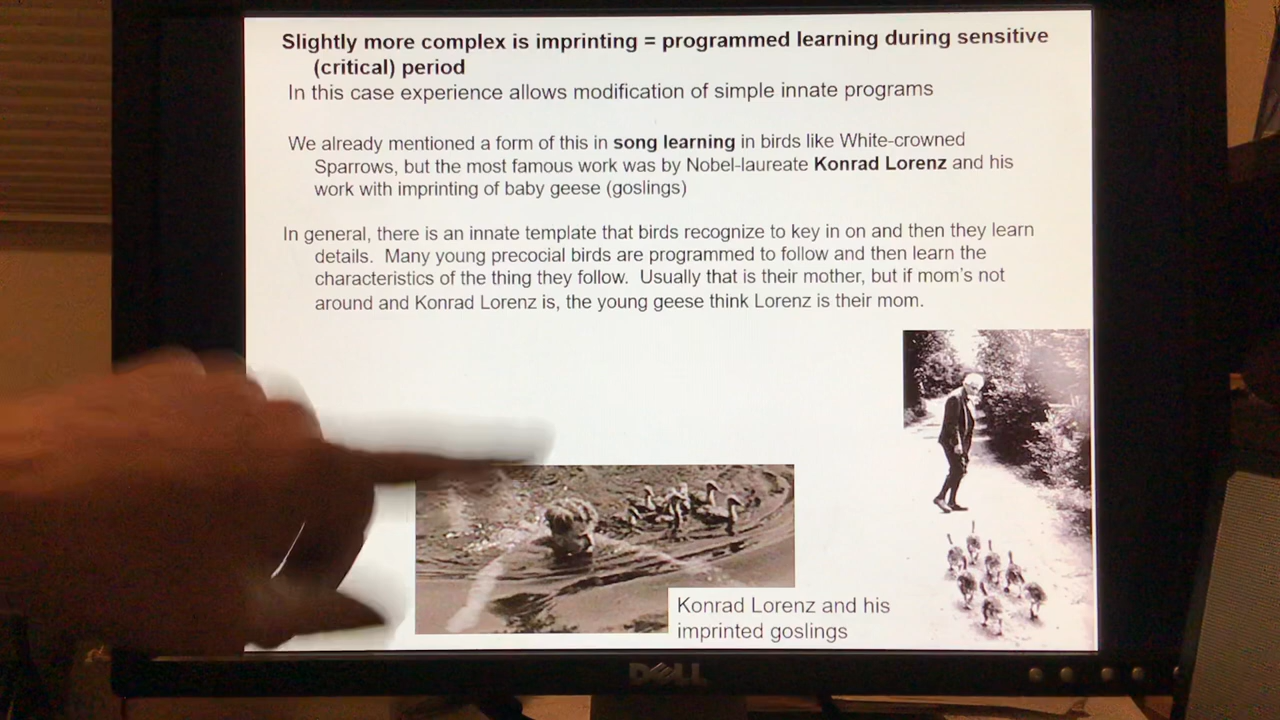 Slightly more complex is imprinting = programmed learning during sensitive
(critical) period
In this case experience allows modification of simple innate programs
We already mentioned a form of this in song learning in birds like White-crowned
Sparrows, but the most famous work was by Nobel-laureate Konrad Lorenz and his
work with imprinting of baby geese (goslings)
In general, there is an innate template that birds recognize to key in on and then they learn
details. Many young precocial birds are programmed to follow and then learn the
characteristics of the thing they follow. Usually that is their mother, but if mom's not
around and Konrad Lorenz is, the young geese think Lorenz is their mom.
Konrad Lorenz and his
imprinted goslings
DELL